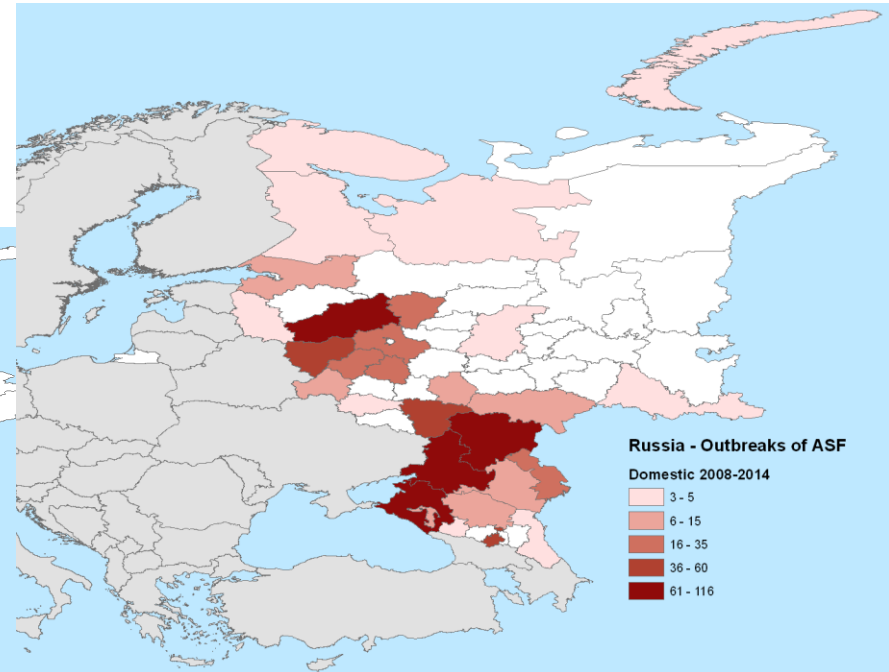 Russia - Outbreaks of ASF
Domestic 2008-2014
3 - 5
6 - 15
16 - 35
36 - 60
61 - 116